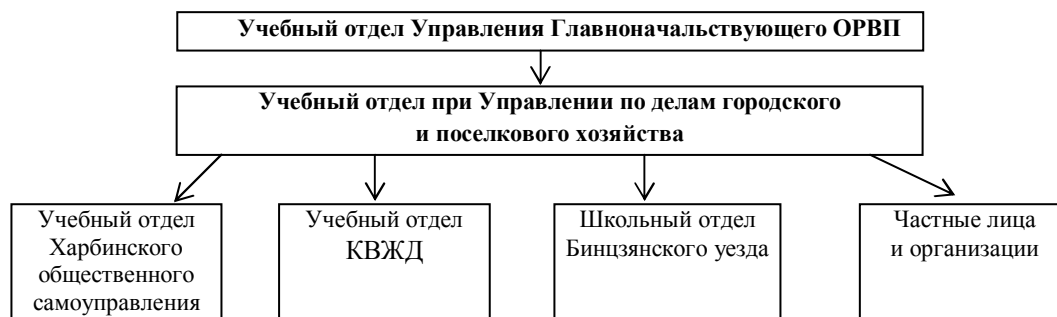 Учебный отдел Управления Главноначальствующего ОРВП
Учебный отдел при Управлении по делам городского
и поселкового хозяйства
Учебный отдел
Харбинского
общественного
самоуправления
Учебный отдел
КВЖД
Школьный отдел
Бинцзянского уезда
Частные лица
и организации